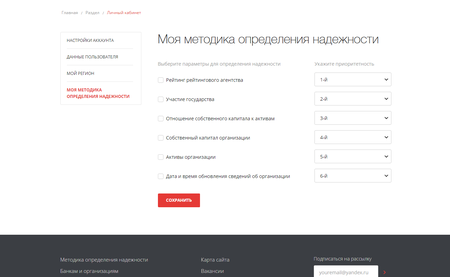 Главная Раздел Личный кабинет
НАСТРОЙКИ АККАУНТА
ДАННЫЕ ПОЛЬЗОВАТЕЛЯ
МОЙ РЕГИОН
МОЯ МЕТОДИКА
ОПРЕДЕЛЕНИЯ НАДЕЖНОСТИ
Моя методика определения надежности
Выберите параметры для определения надежности: Укажите приоритетность:
Рейтинг рейтингового агентства 1-й
Участие государства 2-й
Отношение собственного капитала к активам 3-й
Собственный капитал организации 4-й
Активы организации 5-й
Дата и время обновления сведений об организации 6-й
СОХРАНИТЬ
Методика определения надежности Карта сайта Подписаться на рассылку
Банкам и организациям Вакансии youremail@yandex.ru